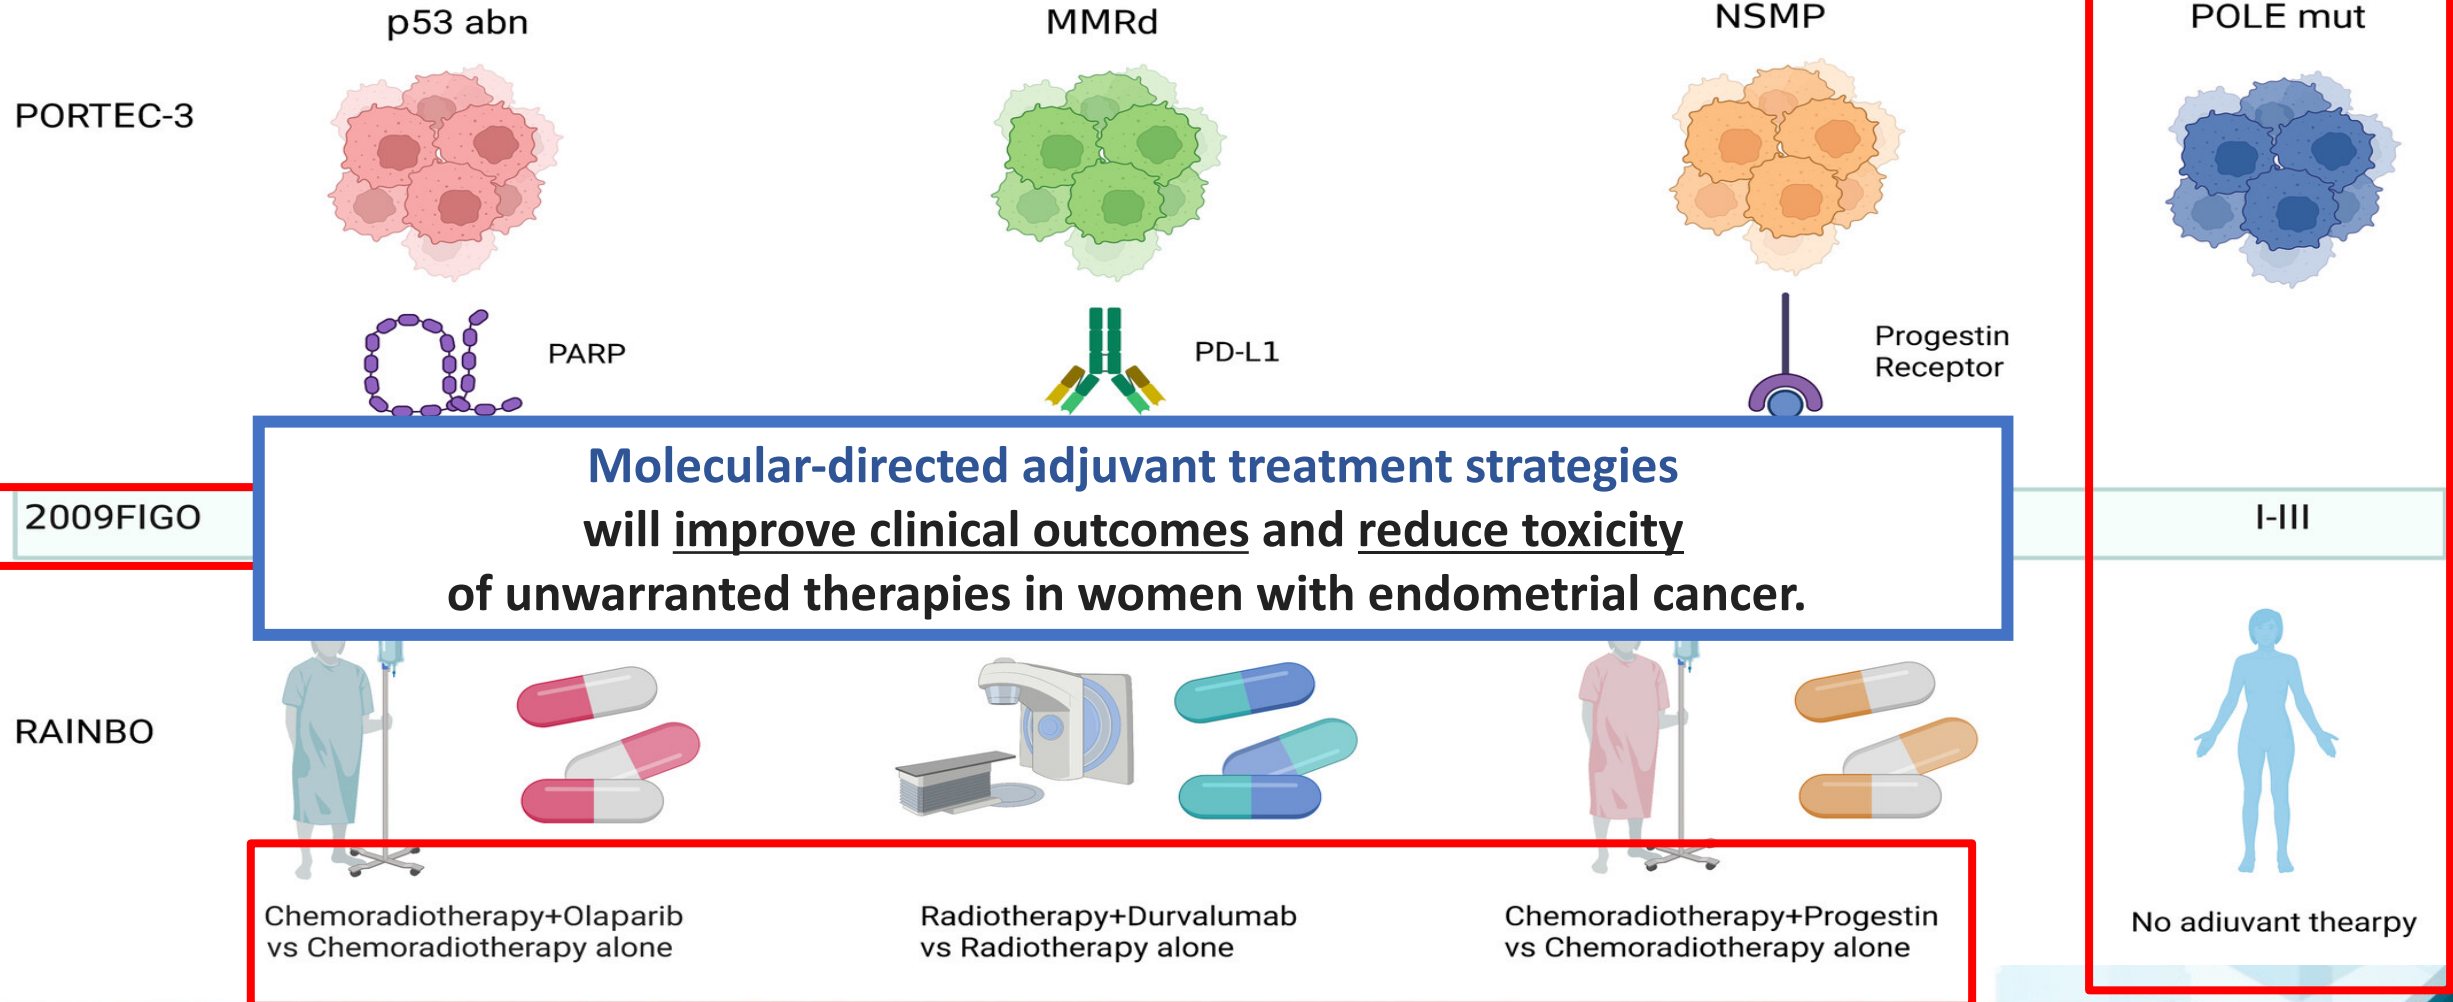 p53 abn
MMRd
NSMP
POLE mut
PORTEC-3
PARP
PD-L1
Progestin
Receptor
Molecular-directed adjuvant treatment strategies
will improve clinical outcomes and reduce toxicity
of unwarranted therapies in women with endometrial cancer.
2009FIGO
I-III
RAINBO
Chemoradiotherapy+Olaparib
vs Chemoradiotherapy alone
Radiotherapy+Durvalumab
vs Radiotherapy alone
Chemoradiotherapy+Progestin
vs Chemoradiotherapy alone
No adiuvant thearpy